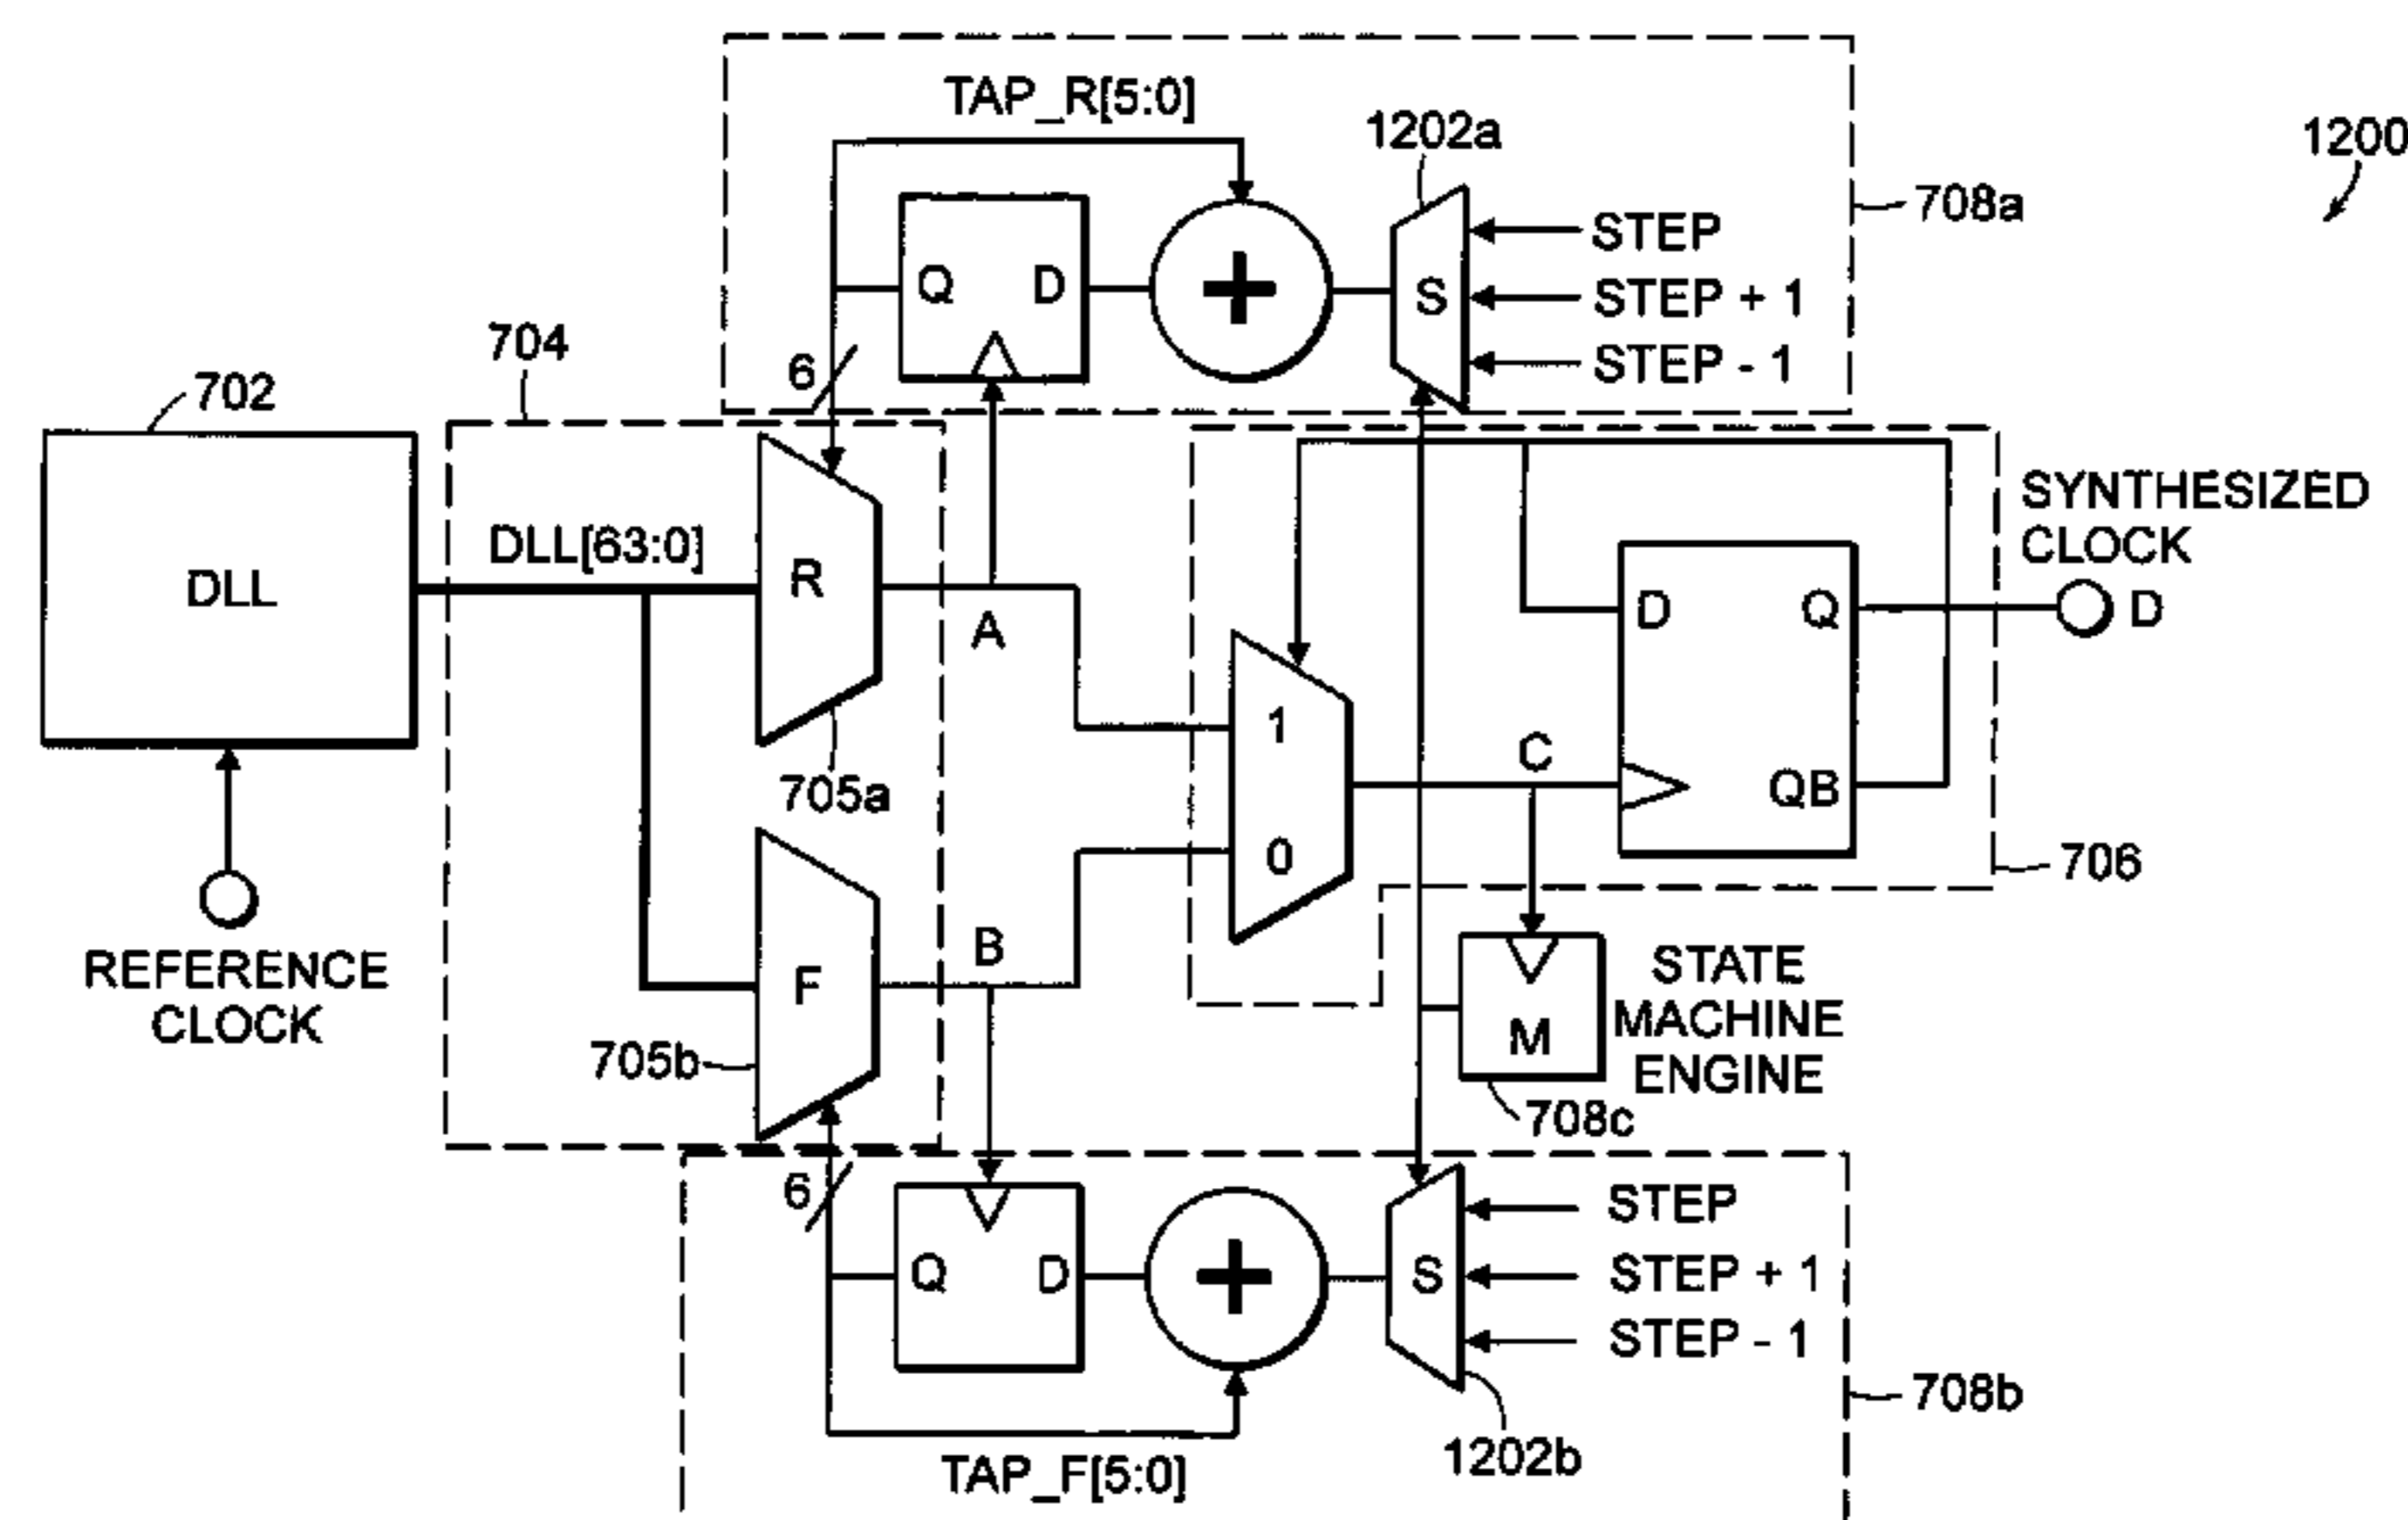 TAP_R[5:0]
1202a
1200
STEP
STEP + 1
STEP - 1
S
Q
D
708a
6
704
702
DLL
DLL[63:0]
R
A
705a
SYNTHESIZED
CLOCK
D
D
Q
QB
1
0
C
706
REFERENCE
CLOCK
B
F
705b
STATE
MACHINE
ENGINE
M
708c
6
Q
D
S
STEP
STEP + 1
STEP - 1
708b
1202b
TAP_F[5:0]